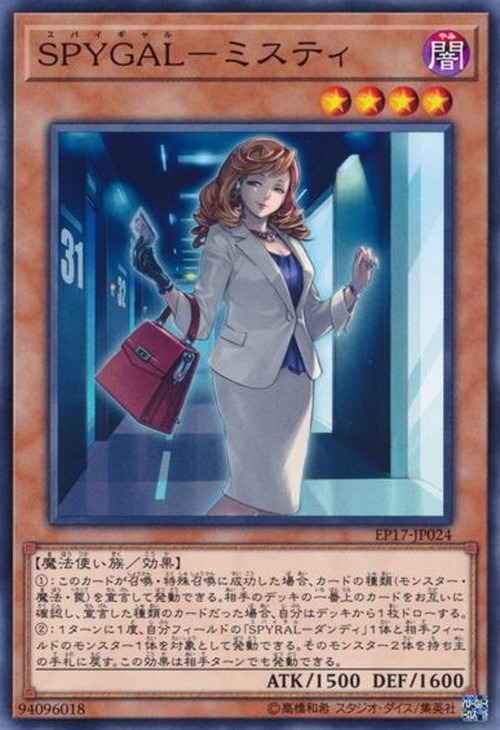 スパイギャル
SPYGAL－ミスティ
やみ
闇
31
32
EP17-JP024
【魔法使い族／効果】
①：このカードが召喚・特殊召喚に成功した場合、カードの種類（モンスター・
魔法・罠）を宣言して発動できる。相手のデッキの一番上のカードをお互いに
確認し、宣言した種類のカードだった場合、自分はデッキから１枚ドローする。
②：１ターンに１度、自分フィールドの「SPYRAL－ダンディ」１体と相手フィー
ルドのモンスター１体を対象として発動できる。そのモンスター２体を持ち主
の手札に戻す。この効果は相手ターンでも発動できる。
ATK/1500 DEF/1600
94096018
©高橋和希 スタジオ・ダイス/集英社